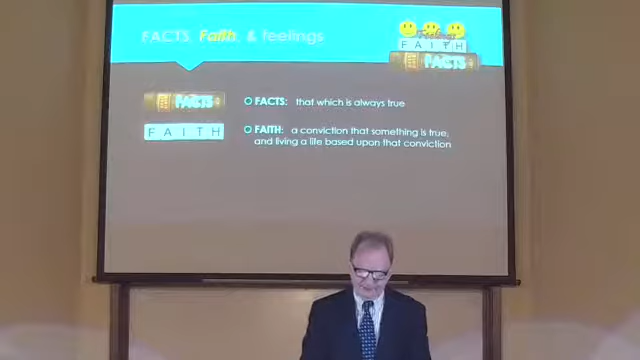 FACTS, Faith, & feelings
Feelings
FAITH
FACTS
FACTS
FACTS: that which is always true
FAITH
FAITH: a conviction that something is true,
and living a life based upon that conviction